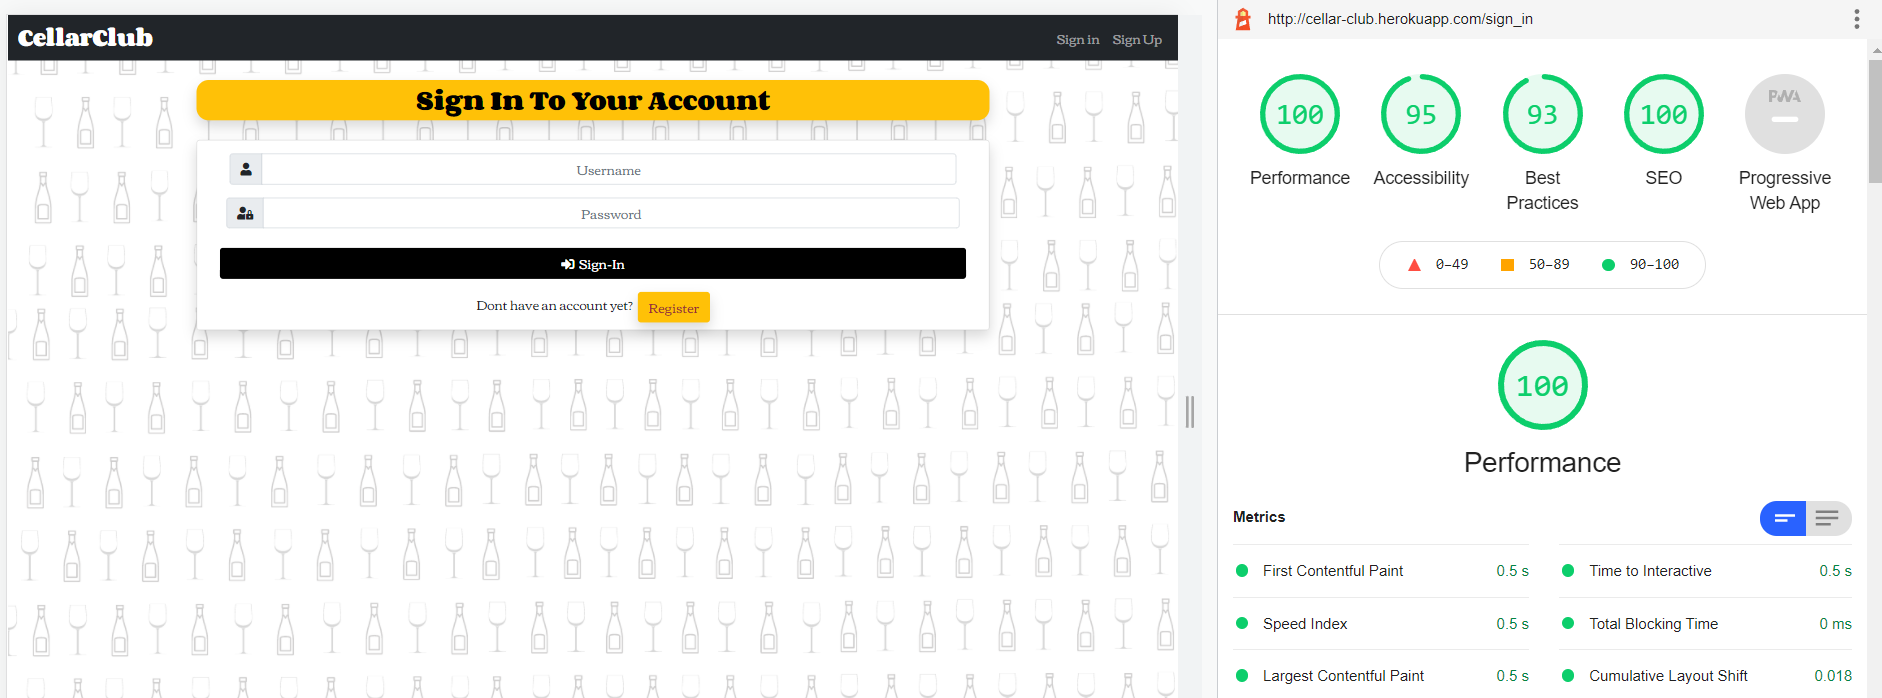 CellarClub
Sign in Sign Up
Sign In To Your Account
Username
Password
Sign-In
Dont have an account yet? Register
http://cellar-club.herokuapp.com/sign_in
100 95 93 100 PWA
Performance Accessibility Best Practices SEO Progressive Web App
0–49 50–89 90–100
100
Performance
Metrics
First Contentful Paint 0.5 s
Time to Interactive 0.5 s
Speed Index 0.5 s
Total Blocking Time 0 ms
Largest Contentful Paint 0.5 s
Cumulative Layout Shift 0.018